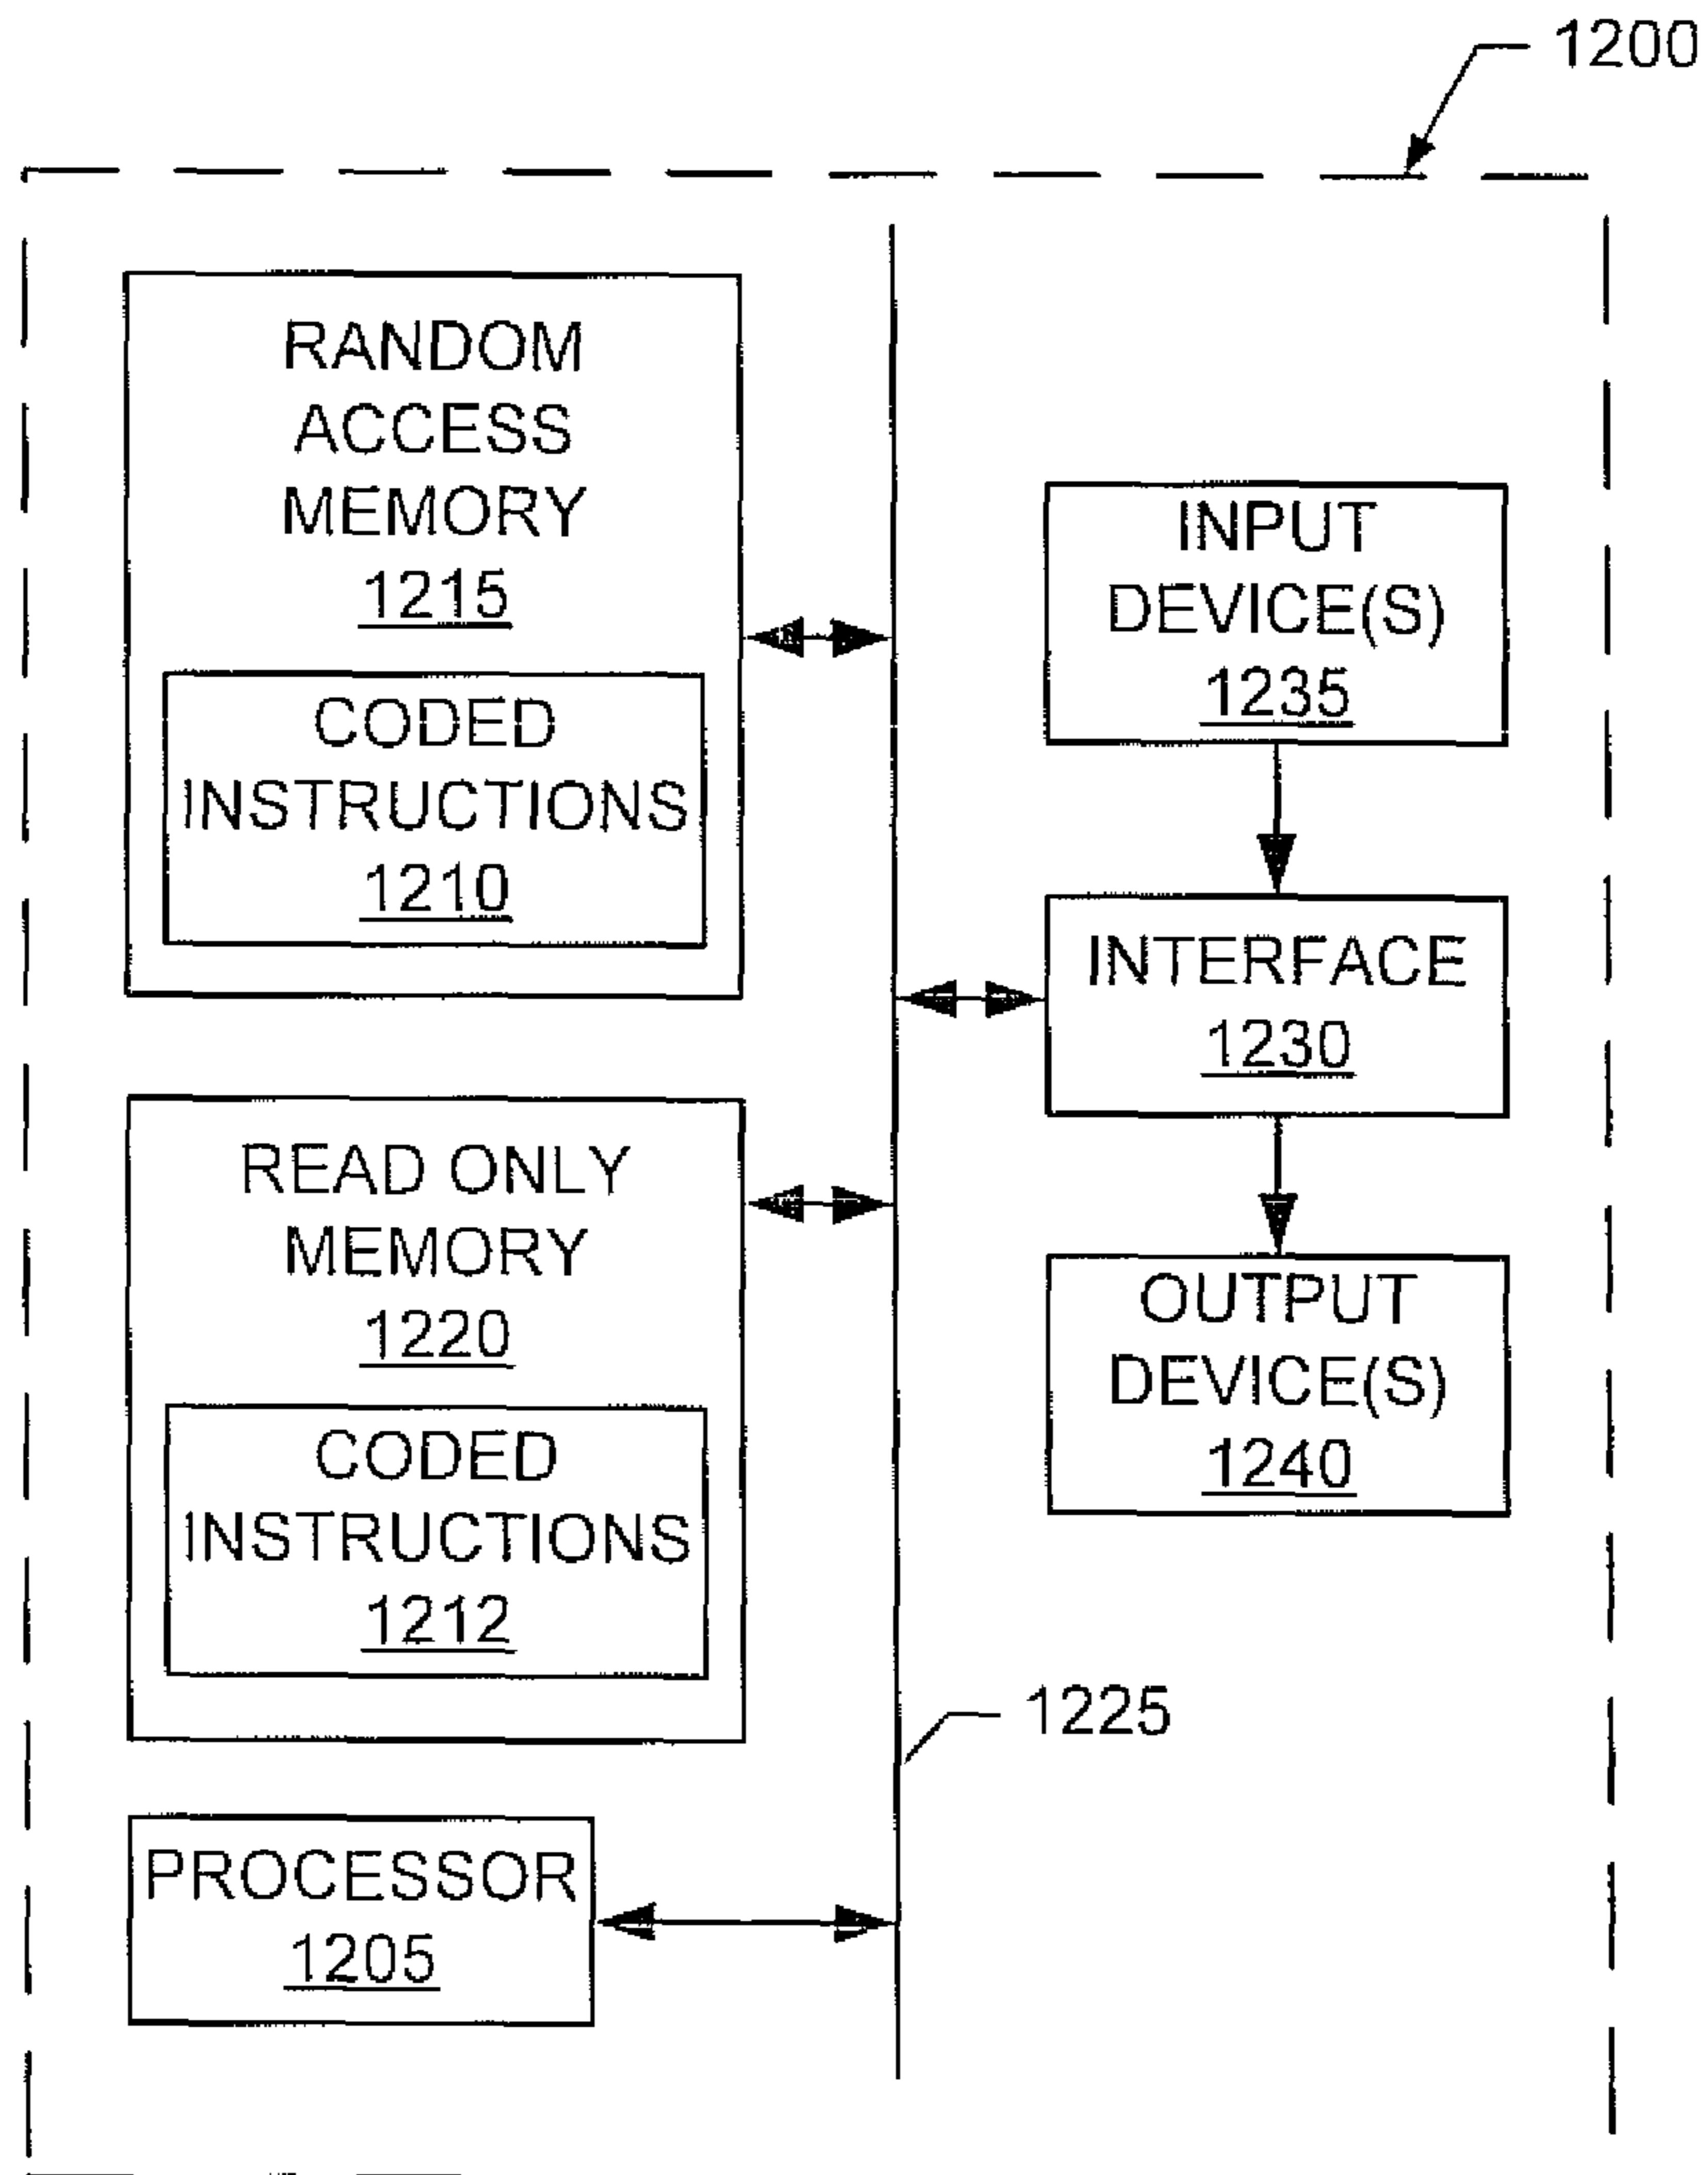 1200
RANDOM
ACCESS
MEMORY
1215
CODED
INSTRUCTIONS
1210
INPUT
DEVICE(S)
1235
INTERFACE
1230
READ ONLY
MEMORY
1220
CODED
INSTRUCTIONS
1212
OUTPUT
DEVICE(S)
1240
1225
PROCESSOR
1205